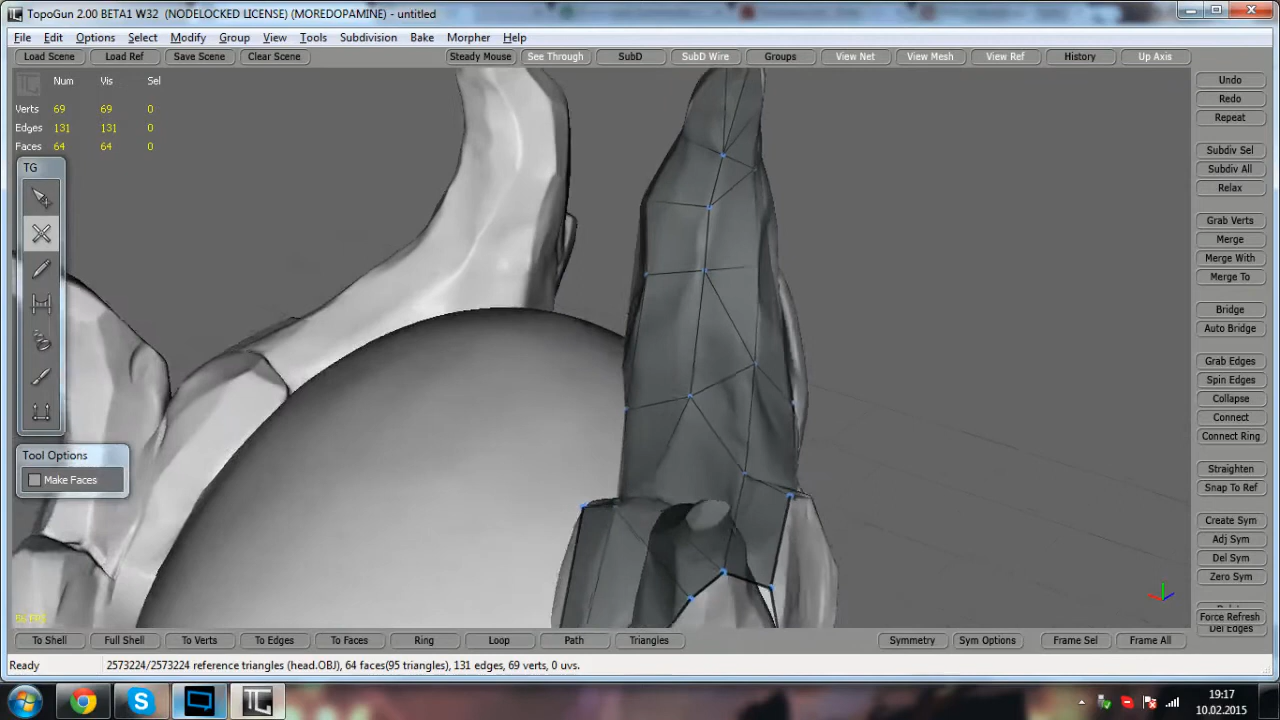 TopoGun 2.00 BETA1 W32 (NODELOCKED LICENSE) (MOREDOPAMINE) - untitled
File Edit Options Select Modify Group View Tools Subdivision Bake Morpher Help
Load Scene Load Ref Save Scene Clear Scene Steady Mouse See Through SubD SubD Wire Groups View Net View Mesh View Ref History Up Axis
Num Vis Sel
Verts 69 69 0
Edges 131 131 0
Faces 64 64 0
TG
Tool Options
Make Faces
Undo
Redo
Repeat
Subdiv Sel
Subdiv All
Relax
Grab Verts
Merge
Merge With
Merge To
Bridge
Auto Bridge
Grab Edges
Spin Edges
Collapse
Connect
Connect Ring
Straighten
Snap To Ref
Create Sym
Adj Sym
Del Sym
Zero Sym
Force Refresh
Del Edges
To Shell Full Shell To Verts To Edges To Faces Ring Loop Path Triangles Symmetry Sym Options Frame Sel Frame All
Ready 2573224/2573224 reference triangles (head.OBJ), 64 faces(95 triangles), 131 edges, 69 verts, 0 uvs.
19:17
10.02.2015